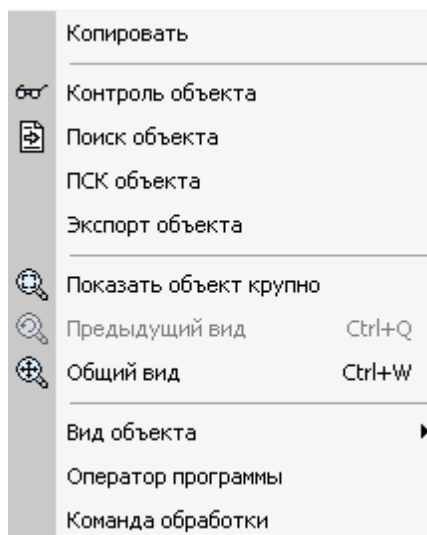 Копировать
Контроль объекта
Поиск объекта
ПСК объекта
Экспорт объекта
Показать объект крупно
Предыдущий вид Ctrl+Q
Общий вид Ctrl+W
Вид объекта
Оператор программы
Команда обработки